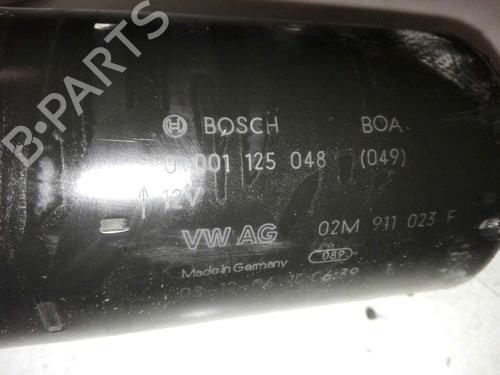 B-PARTS
BOSCH BOA.
0 001 125 048 (049)
12V
VW AG 02M 911 023 F
Made in Germany 089